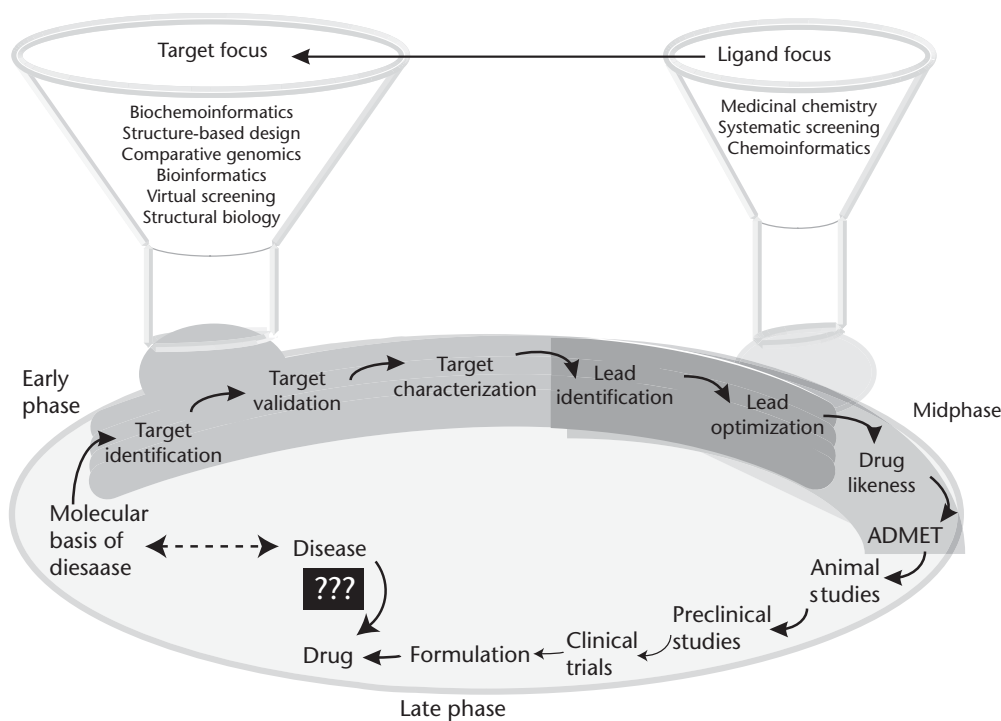 Target focus
Ligand focus
Biochemoinformatics
Structure-based design
Comparative genomics
Bioinformatics
Virtual screening
Structural biology
Medicinal chemistry
Systematic screening
Chemoinformatics
Early
phase
Target
identification
Target
validation
Target
characterization
Lead
identification
Lead
optimization
Midphase
Drug
likeness
ADMET
Molecular
basis of
diesaase
Disease
???
Animal
studies
Preclinical
studies
Clinical
trials
Formulation
Drug
Late phase